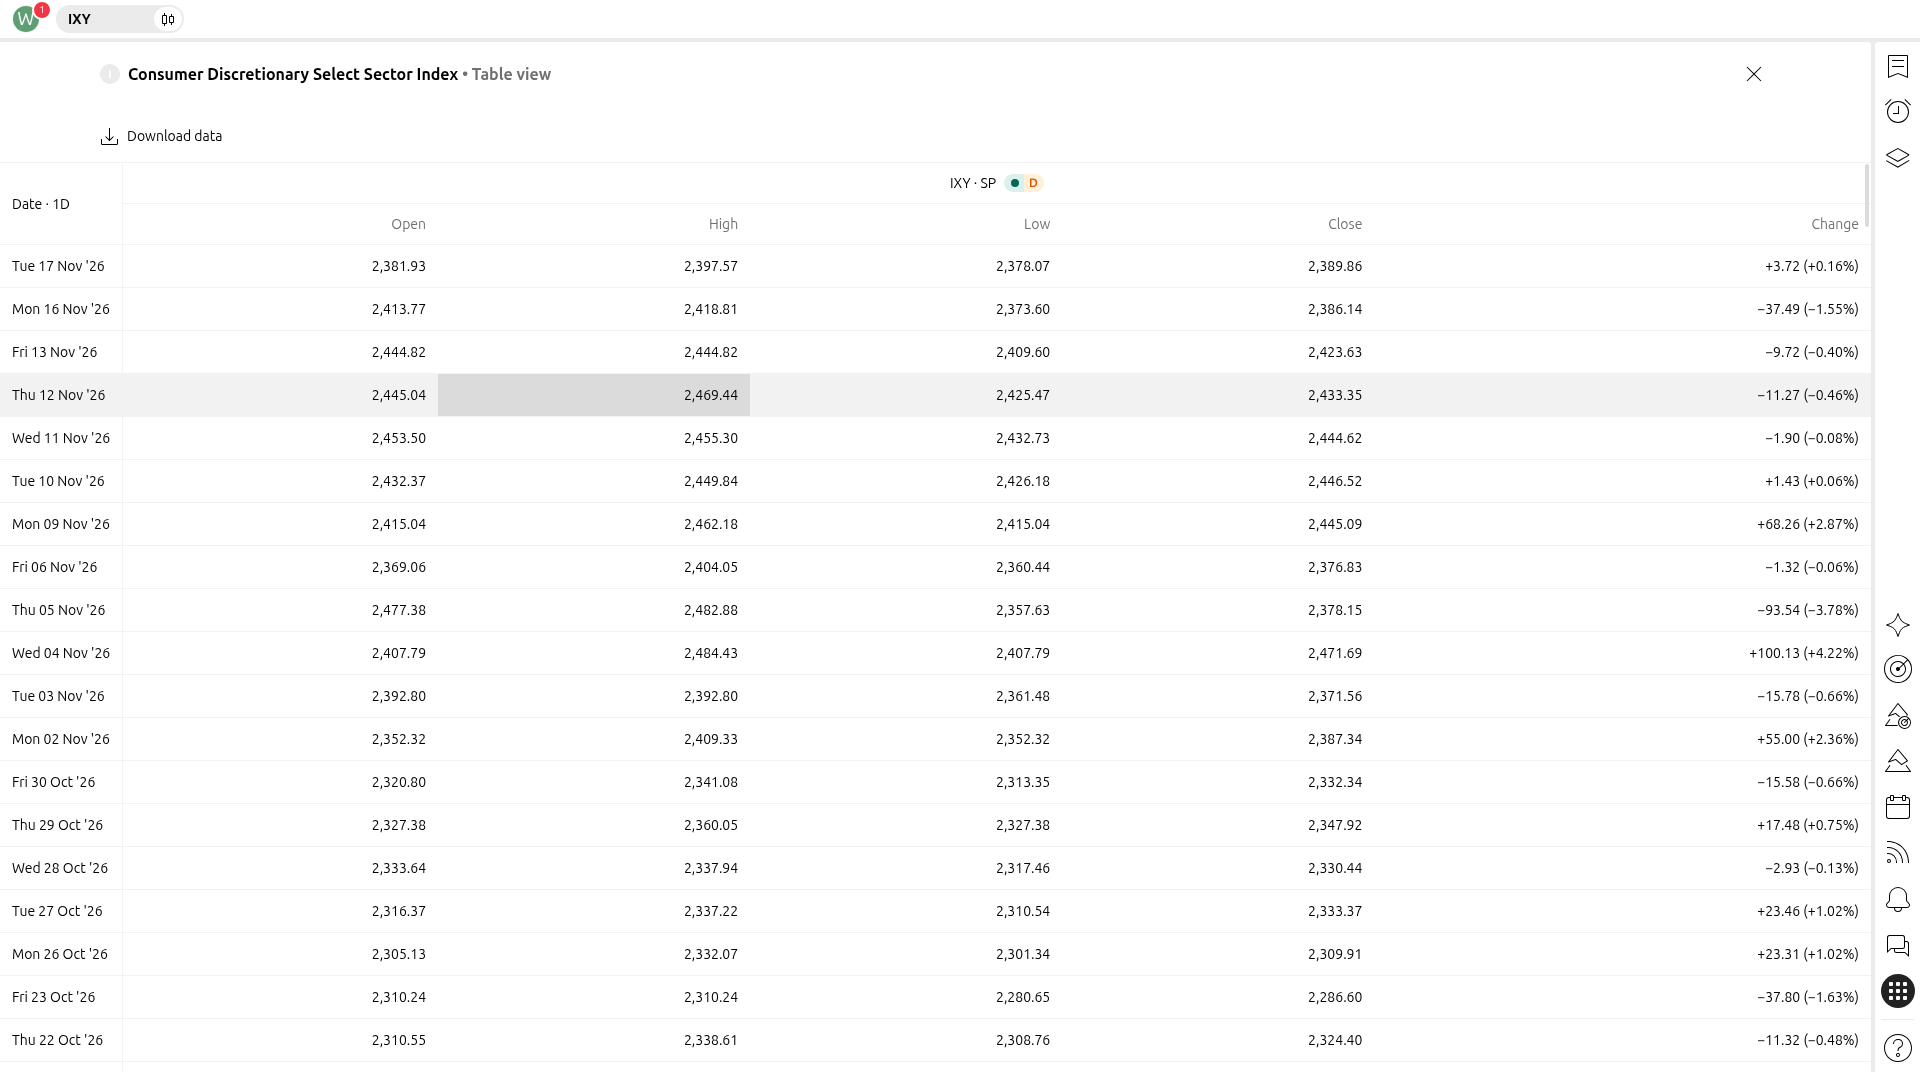 W 1 IXY
Consumer Discretionary Select Sector Index • Table view
Download data
Date · 1D IXY · SP D
Open High Low Close Change
Tue 17 Nov '26 2,381.93 2,397.57 2,378.07 2,389.86 +3.72 (+0.16%)
Mon 16 Nov '26 2,413.77 2,418.81 2,373.60 2,386.14 −37.49 (−1.55%)
Fri 13 Nov '26 2,444.82 2,444.82 2,409.60 2,423.63 −9.72 (−0.40%)
Thu 12 Nov '26 2,445.04 2,469.44 2,425.47 2,433.35 −11.27 (−0.46%)
Wed 11 Nov '26 2,453.50 2,455.30 2,432.73 2,444.62 −1.90 (−0.08%)
Tue 10 Nov '26 2,432.37 2,449.84 2,426.18 2,446.52 +1.43 (+0.06%)
Mon 09 Nov '26 2,415.04 2,462.18 2,415.04 2,445.09 +68.26 (+2.87%)
Fri 06 Nov '26 2,369.06 2,404.05 2,360.44 2,376.83 −1.32 (−0.06%)
Thu 05 Nov '26 2,477.38 2,482.88 2,357.63 2,378.15 −93.54 (−3.78%)
Wed 04 Nov '26 2,407.79 2,484.43 2,407.79 2,471.69 +100.13 (+4.22%)
Tue 03 Nov '26 2,392.80 2,392.80 2,361.48 2,371.56 −15.78 (−0.66%)
Mon 02 Nov '26 2,352.32 2,409.33 2,352.32 2,387.34 +55.00 (+2.36%)
Fri 30 Oct '26 2,320.80 2,341.08 2,313.35 2,332.34 −15.58 (−0.66%)
Thu 29 Oct '26 2,327.38 2,360.05 2,327.38 2,347.92 +17.48 (+0.75%)
Wed 28 Oct '26 2,333.64 2,337.94 2,317.46 2,330.44 −2.93 (−0.13%)
Tue 27 Oct '26 2,316.37 2,337.22 2,310.54 2,333.37 +23.46 (+1.02%)
Mon 26 Oct '26 2,305.13 2,332.07 2,301.34 2,309.91 +23.31 (+1.02%)
Fri 23 Oct '26 2,310.24 2,310.24 2,280.65 2,286.60 −37.80 (−1.63%)
Thu 22 Oct '26 2,310.55 2,338.61 2,308.76 2,324.40 −11.32 (−0.48%)